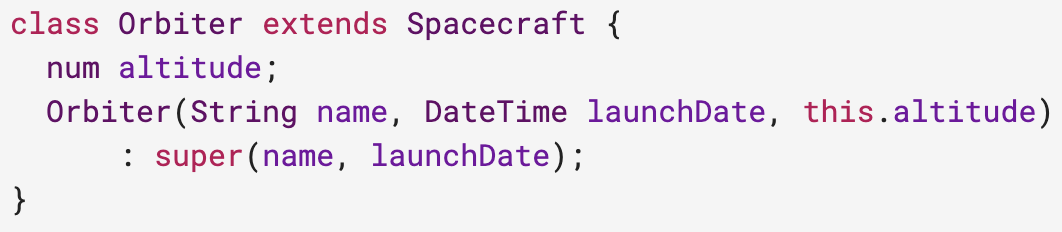 class Orbiter extends Spacecraft {
  num altitude;
  Orbiter(String name, DateTime launchDate, this.altitude)
      : super(name, launchDate);
}